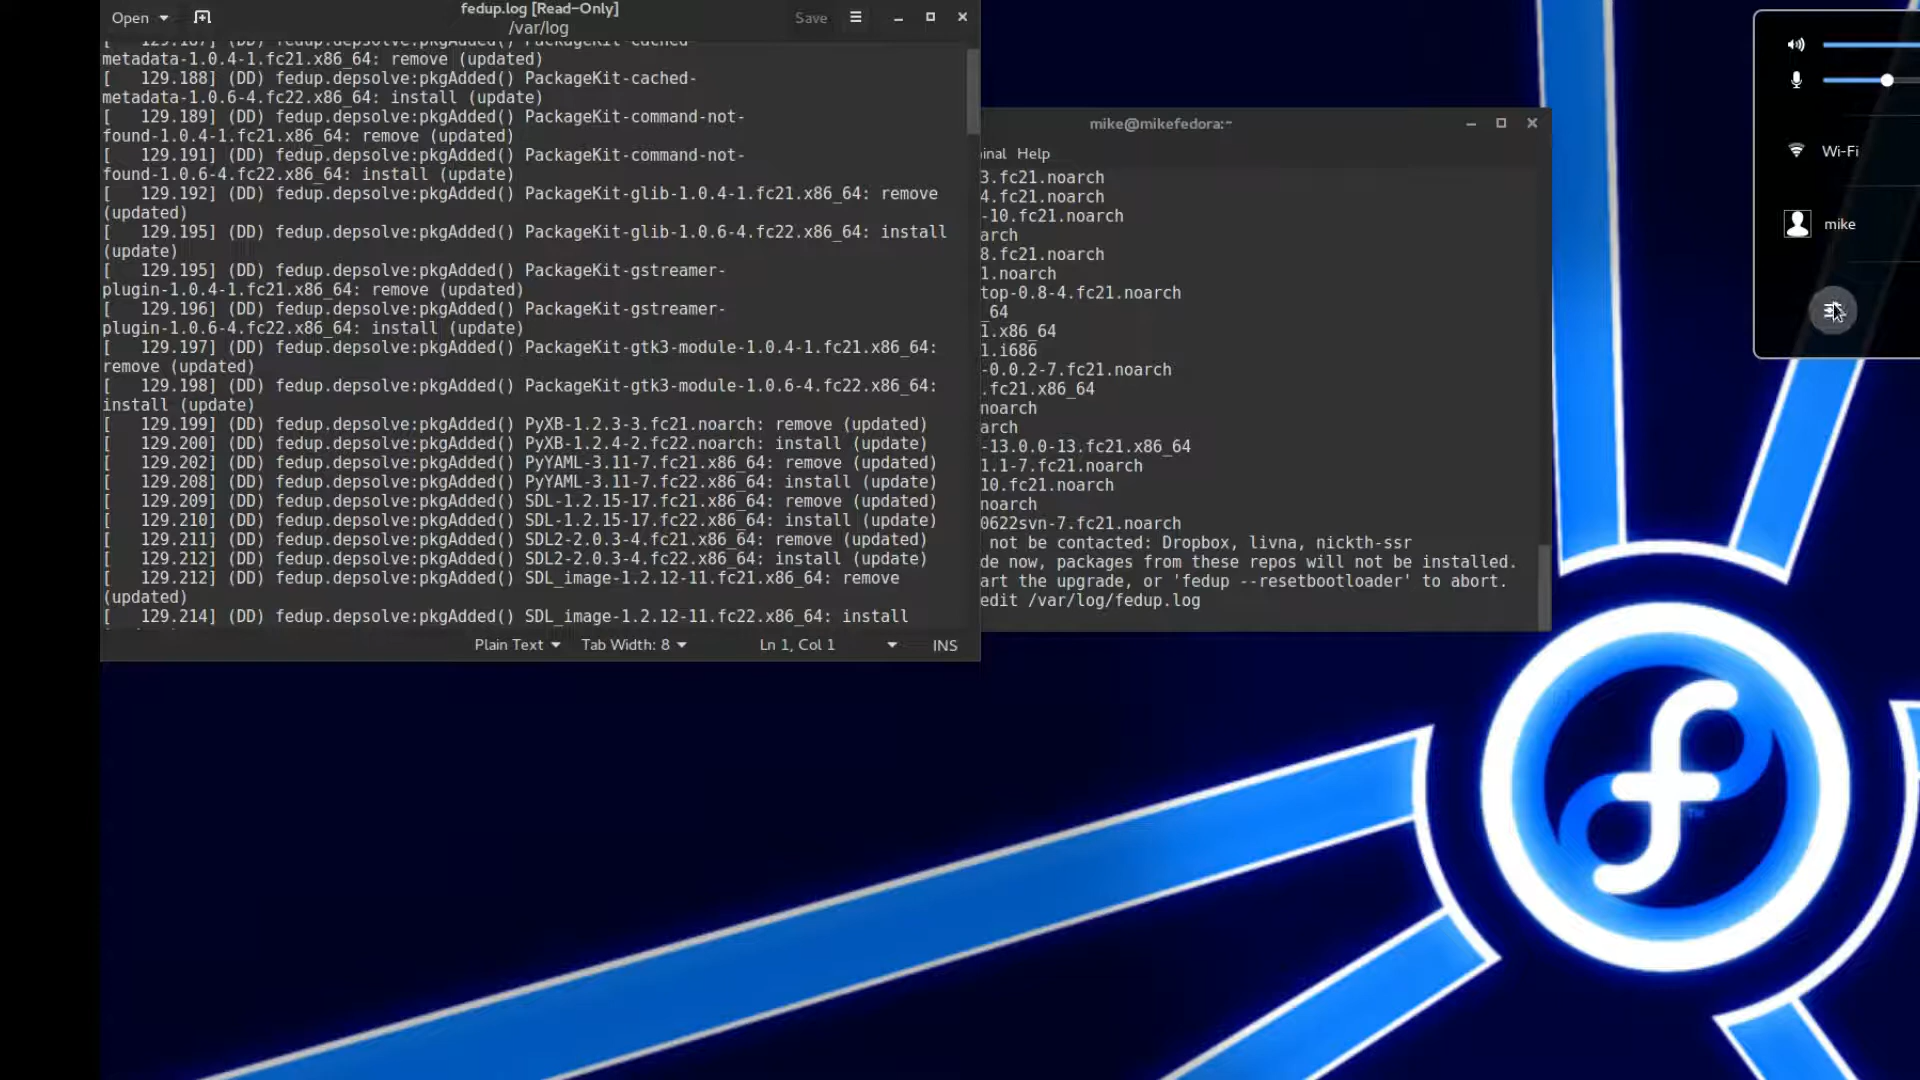 Open
fedup.log [Read-Only]
/var/log
Save
[   129.187] (DD) fedup.depsolve:pkgAdded() PackageKit-cached-
metadata-1.0.4-1.fc21.x86_64: remove (updated)
[   129.188] (DD) fedup.depsolve:pkgAdded() PackageKit-cached-
metadata-1.0.6-4.fc22.x86_64: install (update)
[   129.189] (DD) fedup.depsolve:pkgAdded() PackageKit-command-not-
found-1.0.4-1.fc21.x86_64: remove (updated)
[   129.191] (DD) fedup.depsolve:pkgAdded() PackageKit-command-not-
found-1.0.6-4.fc22.x86_64: install (update)
[   129.192] (DD) fedup.depsolve:pkgAdded() PackageKit-glib-1.0.4-1.fc21.x86_64: remove
(updated)
[   129.195] (DD) fedup.depsolve:pkgAdded() PackageKit-glib-1.0.6-4.fc22.x86_64: install
(update)
[   129.195] (DD) fedup.depsolve:pkgAdded() PackageKit-gstreamer-
plugin-1.0.4-1.fc21.x86_64: remove (updated)
[   129.196] (DD) fedup.depsolve:pkgAdded() PackageKit-gstreamer-
plugin-1.0.6-4.fc22.x86_64: install (update)
[   129.197] (DD) fedup.depsolve:pkgAdded() PackageKit-gtk3-module-1.0.4-1.fc21.x86_64:
remove (updated)
[   129.198] (DD) fedup.depsolve:pkgAdded() PackageKit-gtk3-module-1.0.6-4.fc22.x86_64:
install (update)
[   129.199] (DD) fedup.depsolve:pkgAdded() PyXB-1.2.3-3.fc21.noarch: remove (updated)
[   129.200] (DD) fedup.depsolve:pkgAdded() PyXB-1.2.4-2.fc22.noarch: install (update)
[   129.202] (DD) fedup.depsolve:pkgAdded() PyYAML-3.11-7.fc21.x86_64: remove (updated)
[   129.208] (DD) fedup.depsolve:pkgAdded() PyYAML-3.11-7.fc22.x86_64: install (update)
[   129.209] (DD) fedup.depsolve:pkgAdded() SDL-1.2.15-17.fc21.x86_64: remove (updated)
[   129.210] (DD) fedup.depsolve:pkgAdded() SDL-1.2.15-17.fc22.x86_64: install (update)
[   129.211] (DD) fedup.depsolve:pkgAdded() SDL2-2.0.3-4.fc21.x86_64: remove (updated)
[   129.212] (DD) fedup.depsolve:pkgAdded() SDL2-2.0.3-4.fc22.x86_64: install (update)
[   129.212] (DD) fedup.depsolve:pkgAdded() SDL_image-1.2.12-11.fc21.x86_64: remove
(updated)
[   129.214] (DD) fedup.depsolve:pkgAdded() SDL_image-1.2.12-11.fc22.x86_64: install
Plain Text Tab Width: 8 Ln 1, Col 1 INS
mike@mikefedora:~
inal Help
3.fc21.noarch
4.fc21.noarch
-10.fc21.noarch
arch
8.fc21.noarch
1.noarch
top-0.8-4.fc21.noarch
_64
1.x86_64
1.i686
-0.0.2-7.fc21.noarch
.fc21.x86_64
noarch
arch
-13.0.0-13.fc21.x86_64
1.1-7.fc21.noarch
10.fc21.noarch
noarch
0622svn-7.fc21.noarch
not be contacted: Dropbox, livna, nickth-ssr
de now, packages from these repos will not be installed.
art the upgrade, or 'fedup --resetbootloader' to abort.
edit /var/log/fedup.log
Wi-Fi
mike
TM